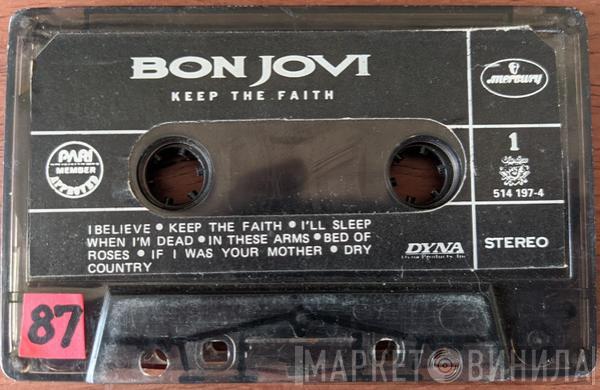 BON JOVI
KEEP THE FAITH
mercury
PARI
MEMBER
APPROVED
1
514 197-4
I BELIEVE • KEEP THE FAITH • I'LL SLEEP
WHEN I'M DEAD • IN THESE ARMS • BED OF
ROSES • IF I WAS YOUR MOTHER • DRY
COUNTRY
DYNA
STEREO
87
МАРКЕТ ВИНИЛА